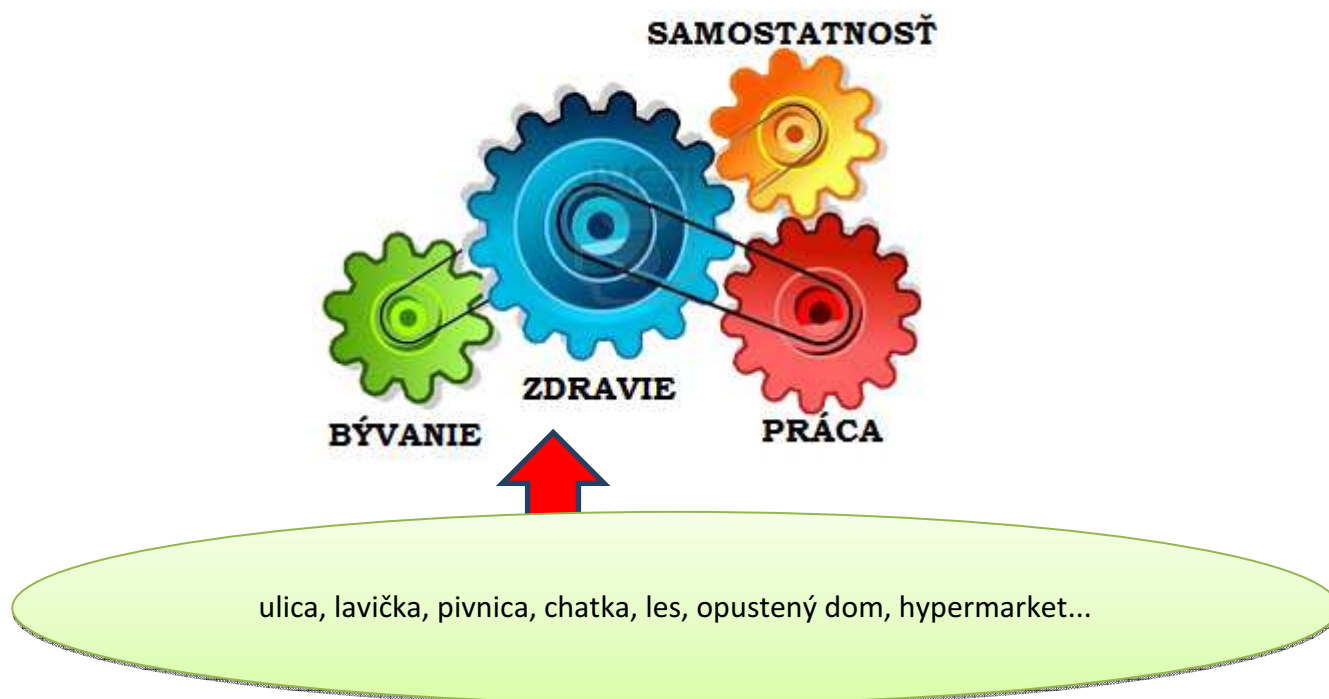 SAMOSTATNOSŤ
ZDRAVIE
BÝVANIE
PRÁCA
ulica, lavička, pivnica, chatka, les, opustený dom, hypermarket...